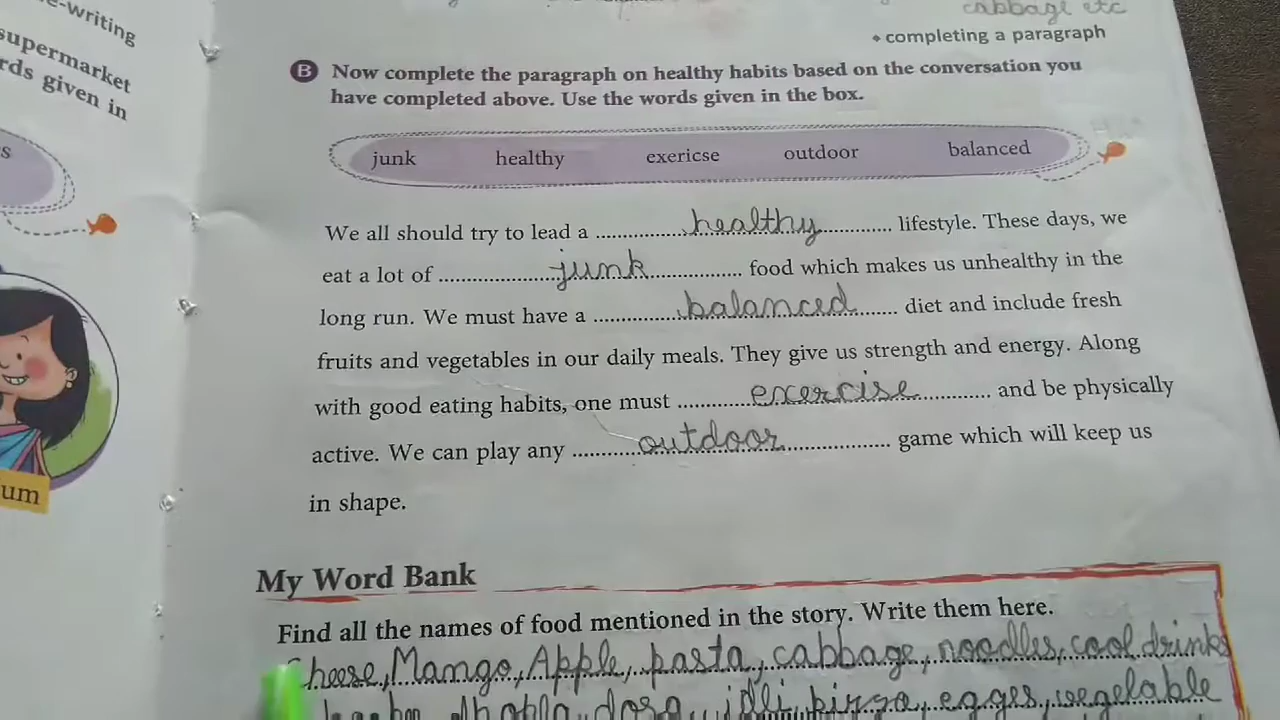 e-writing
supermarket
rds given in
s
um
cabbage etc
completing a paragraph
B Now complete the paragraph on healthy habits based on the conversation you
have completed above. Use the words given in the box.
junk healthy exericse outdoor balanced
We all should try to lead a ................healthy............. lifestyle. These days, we
eat a lot of ....................junk................. food which makes us unhealthy in the
long run. We must have a ...............balanced....... diet and include fresh
fruits and vegetables in our daily meals. They give us strength and energy. Along
with good eating habits, one must ............exercise............. and be physically
active. We can play any ...........outdoor.................. game which will keep us
in shape.
My Word Bank
Find all the names of food mentioned in the story. Write them here.
Cheese, Mango, Apple, pasta, cabbage, noodles, cool drinks
dosa, idli, pizza, egges, vegelable